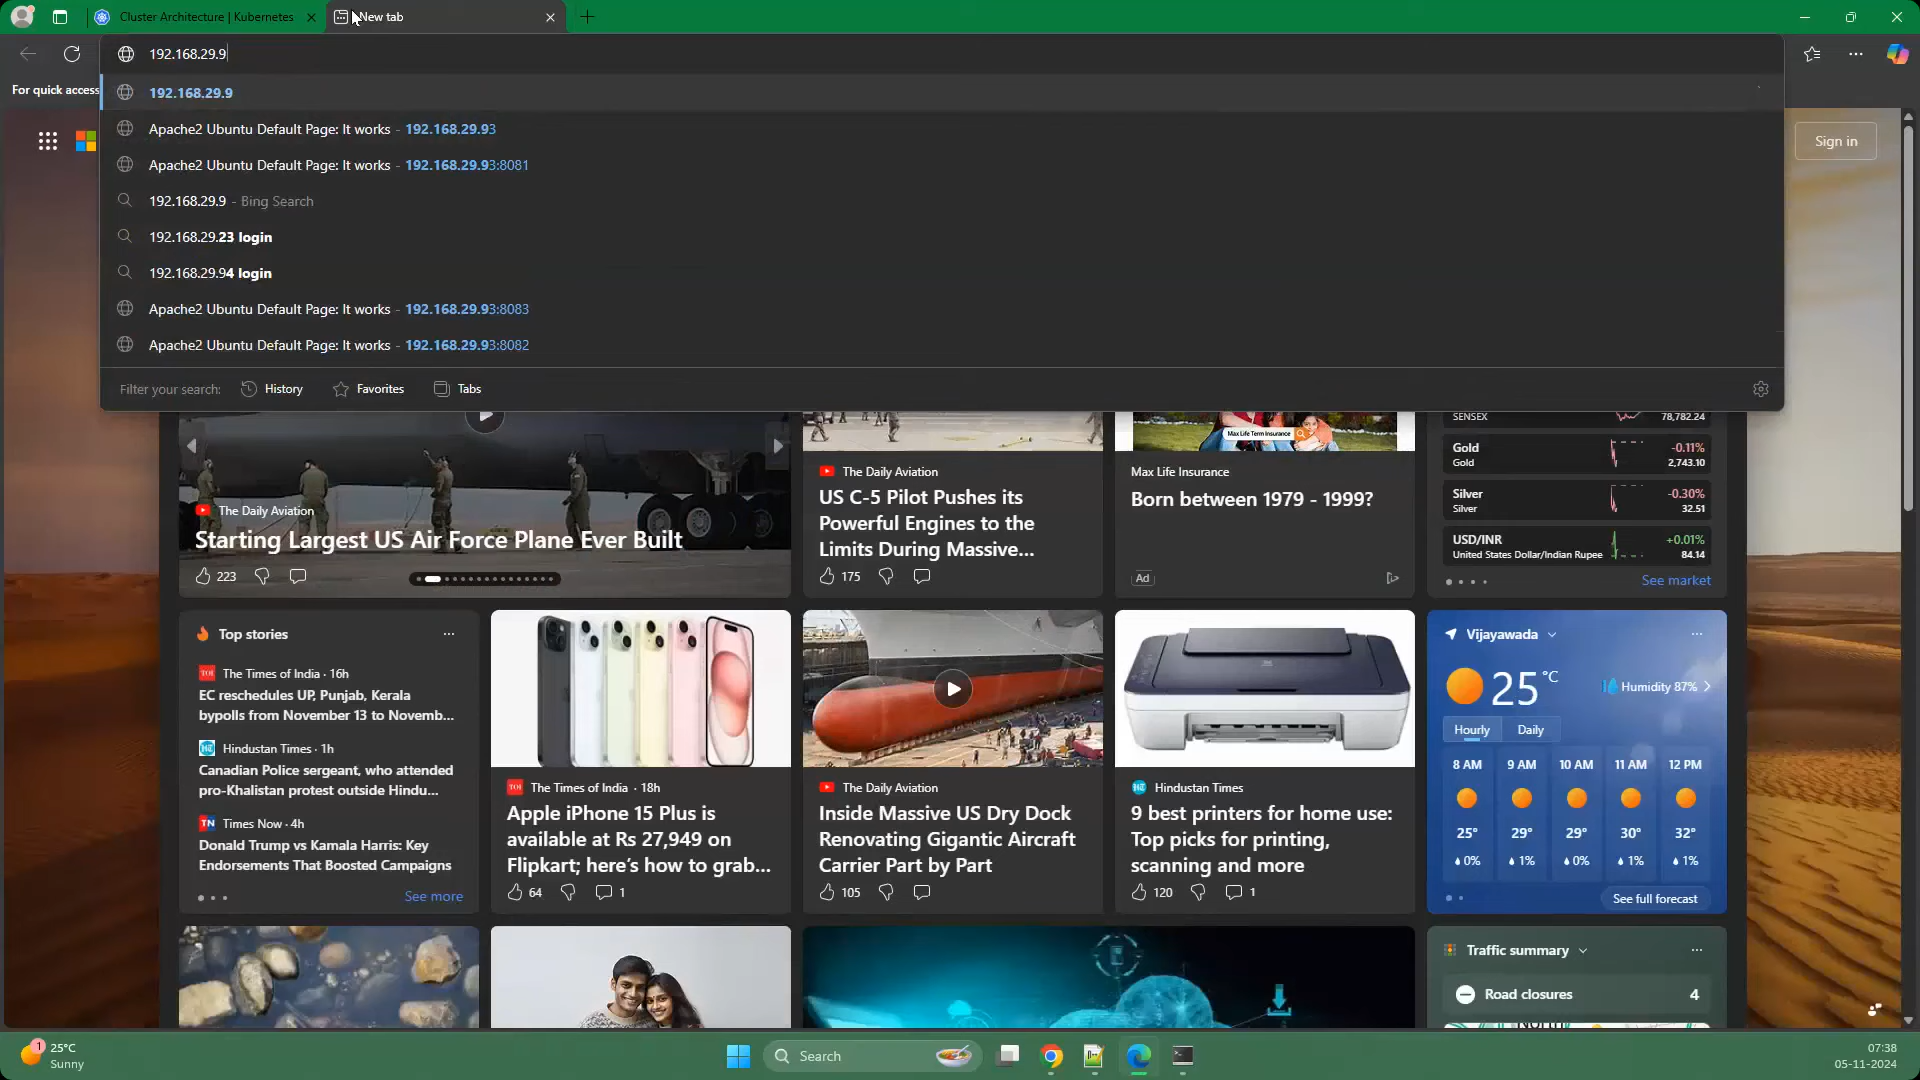 Cluster Architecture | Kubernetes
New tab
192.168.29.9
For quick access
192.168.29.9
Apache2 Ubuntu Default Page: It works - 192.168.29.93
Apache2 Ubuntu Default Page: It works - 192.168.29.93:8081
192.168.29.9 - Bing Search
192.168.29.23 login
192.168.29.94 login
Apache2 Ubuntu Default Page: It works - 192.168.29.93:8083
Apache2 Ubuntu Default Page: It works - 192.168.29.93:8082
Filter your search:
History
Favorites
Tabs
Sign in
The Daily Aviation
Starting Largest US Air Force Plane Ever Built
223
The Daily Aviation
US C-5 Pilot Pushes its
Powerful Engines to the
Limits During Massive...
175
Max Life Term Insurance
Max Life Insurance
Born between 1979 - 1999?
Ad
SENSEX
78,782.24
Gold
-0.11%
Gold
2,743.10
Silver
-0.30%
Silver
32.51
USD/INR
+0.01%
United States Dollar/Indian Rupee
84.14
See market
Top stories
The Times of India · 16h
EC reschedules UP, Punjab, Kerala
bypolls from November 13 to Novemb...
Hindustan Times · 1h
Canadian Police sergeant, who attended
pro-Khalistan protest outside Hindu...
TN
Times Now · 4h
Donald Trump vs Kamala Harris: Key
Endorsements That Boosted Campaigns
See more
The Times of India · 18h
Apple iPhone 15 Plus is
available at Rs 27,949 on
Flipkart; here's how to grab...
64
1
The Daily Aviation
Inside Massive US Dry Dock
Renovating Gigantic Aircraft
Carrier Part by Part
105
Hindustan Times
9 best printers for home use:
Top picks for printing,
scanning and more
120
1
Vijayawada
25 °C
Humidity 87%
Hourly
Daily
8 AM 9 AM 10 AM 11 AM 12 PM
25° 29° 29° 30° 32°
0% 1% 0% 1% 1%
See full forecast
Traffic summary
Road closures
4
1
25°C
Sunny
Search
07:38
05-11-2024